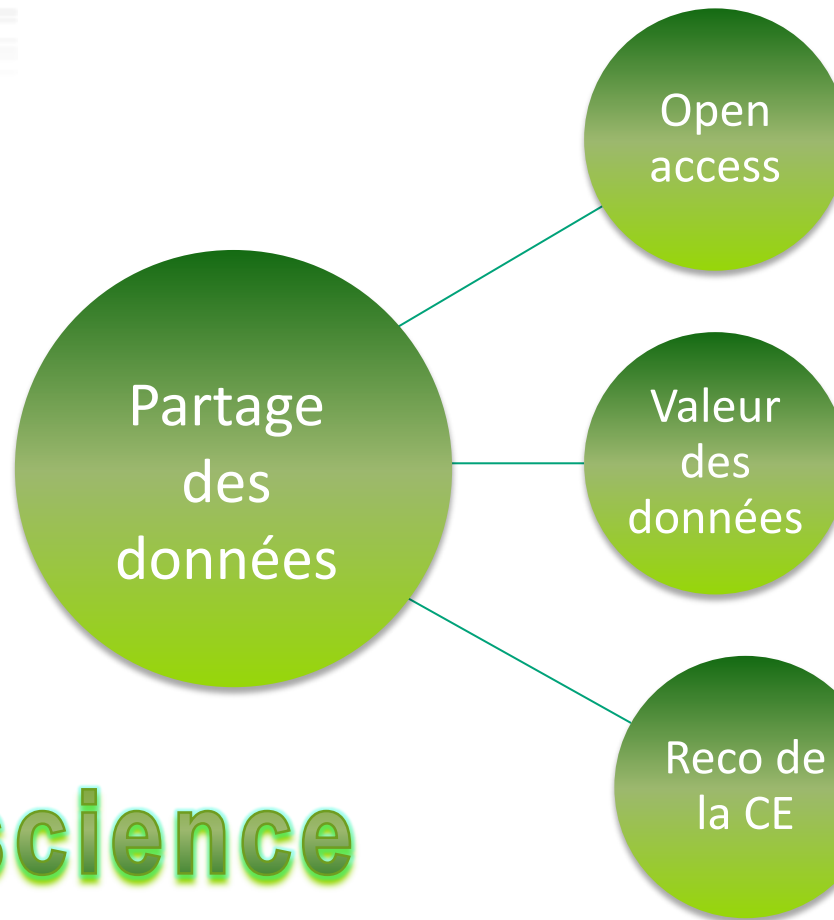 Open
access
Partage
des
données
Valeur
des
données
Reco de
la CE
science